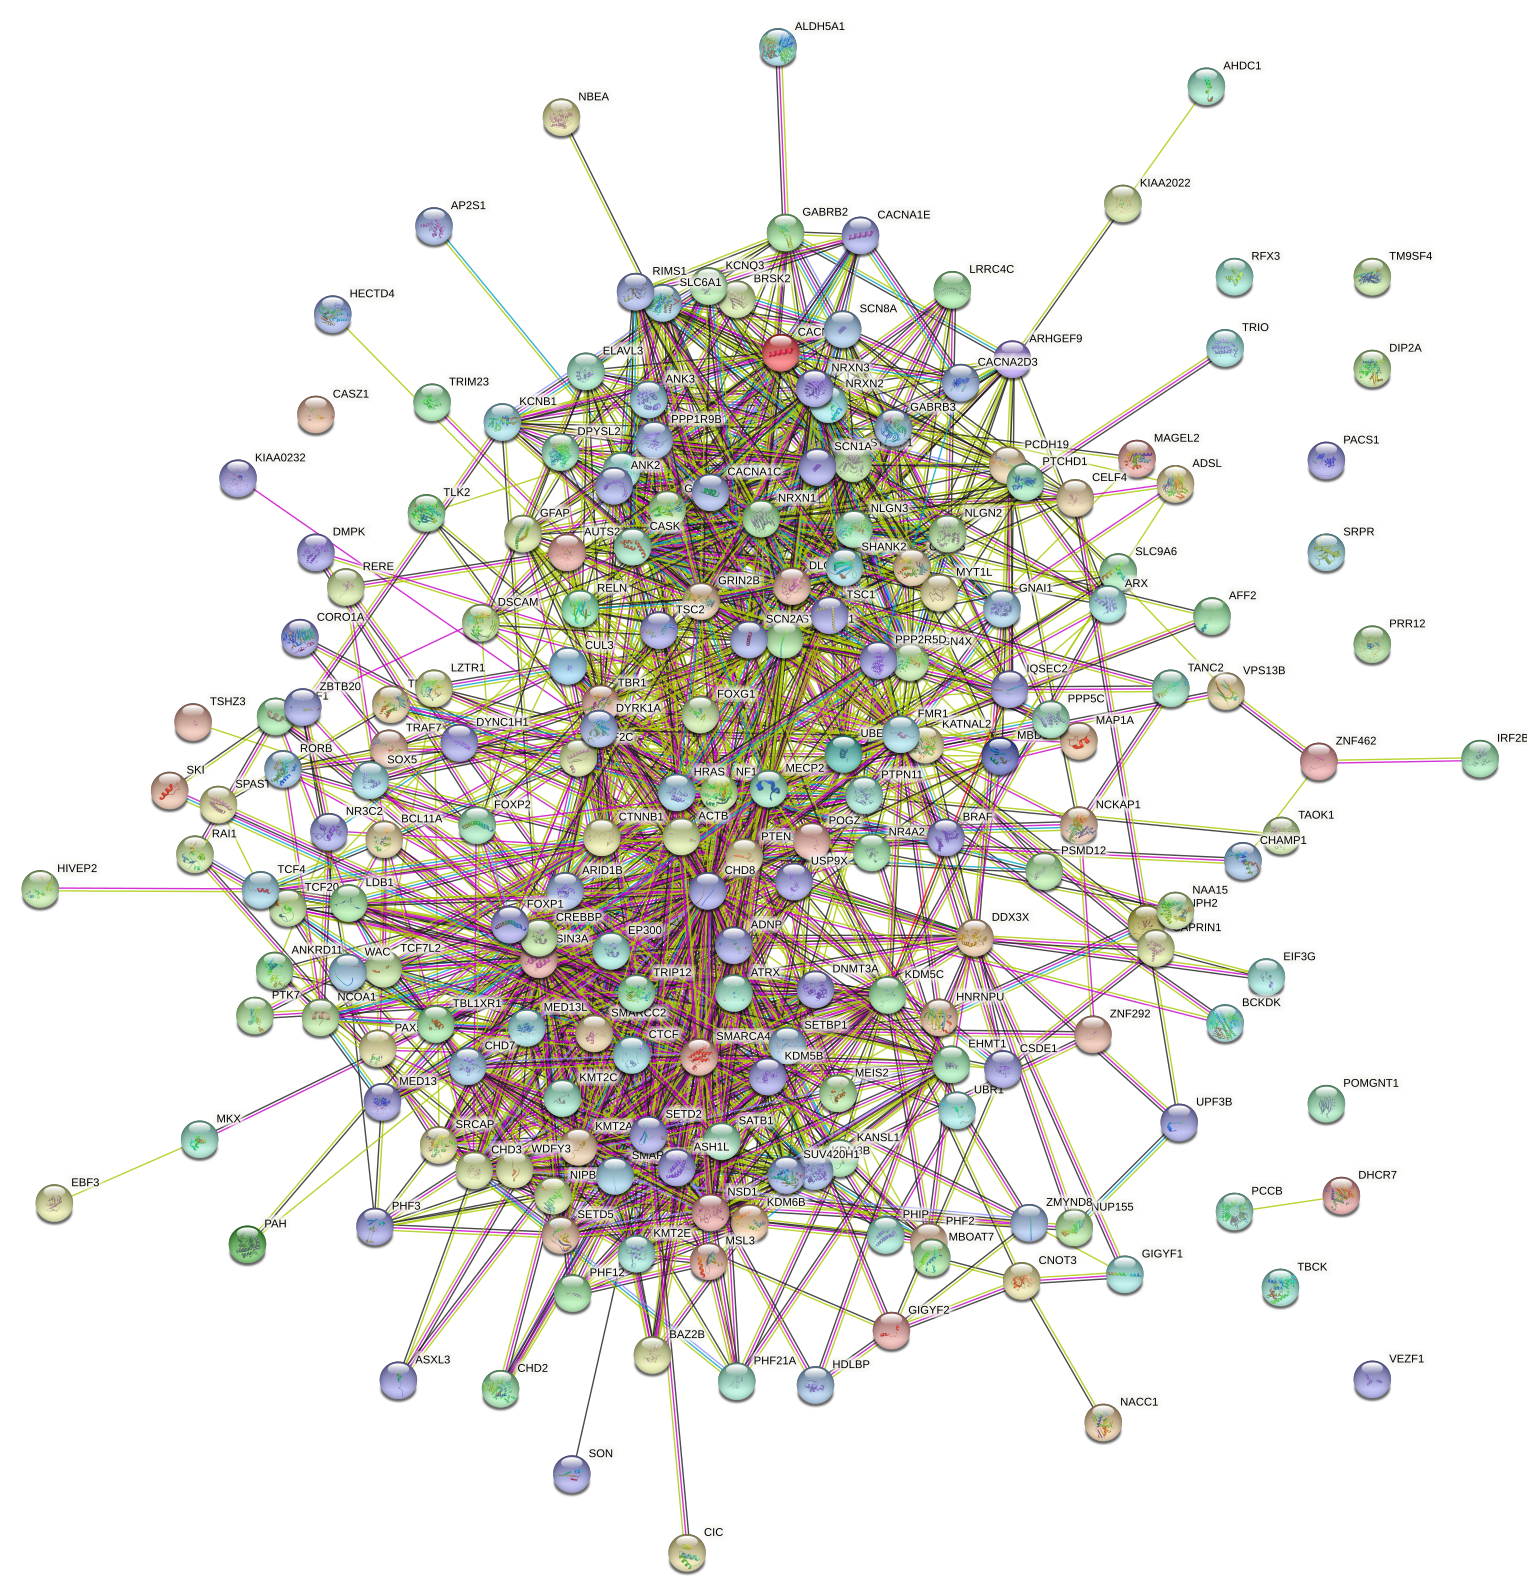 ALDH5A1
AHDC1
NBEA
KIAA2022
AP2S1
GABRB2
CACNA1E
RFX3
TM9SF4
KCNQ3
LRRC4C
RIMS1
BRSK2
SLC6A1
HECTD4
SCN8A
TRIO
CACN
ARHGEF9
DIP2A
ELAVL3
CACNA2D3
NRXN3
ANK3
NRXN2
TRIM23
CASZ1
KCNB1
GABRB3
PPP1R9B
DPYSL2
PCDH19
MAGEL2
SCN1A
PACS1
KIAA0232
PTCHD1
ADSL
ANK2
CACNA1C
CELF4
TLK2
NRXN1
NLGN3
NLGN2
GFAP
CASK
AUTS2
DMPK
SHANK2
SLC9A6
SRPR
RERE
DLG
MYT1L
ARX
GRIN2B
RELN
TSC1
GNAI1
DSCAM
TSC2
AFF2
CORO1A
SCN2A
PPP2R5D
PRR12
CUL3
LZTR1
IQSEC2
TANC2
VPS13B
TBR1
ZBTB20
FOXG1
PPP5C
TSHZ3
DYRK1A
FMR1
TRAF7
DYNC1H1
KATNAL2
MAP1A
UBE
RORB
MBD
ZNF462
IRF2B
SOX5
SKI
HRAS
NF1
MECP2
SPAST
PTPN11
NR3C2
FOXP2
NCKAP1
TAOK1
BCL11A
CTNNB1
ACTB
POGZ
BRAF
RAI1
NR4A2
CHAMP1
PTEN
PSMD12
USP9X
HIVEP2
TCF4
CHD8
ARID1B
TCF20
LDB1
NAA15
FOXP1
JPH2
CREBBP
DDX3X
CAPRIN1
EP300
ADNP
SIN3A
ANKRD11
WAC
TCF7L2
EIF3G
TRIP12
ATRX
DNMT3A
KDM5C
PTK7
NCOA1
TBL1XR1
BCKDK
MED13L
HNRNPU
SMARCC2
SETBP1
ZNF292
PAX
CTCF
SMARCA4
CHD7
EHMT1
CSDE1
KDM5B
MED13
KMT2C
MEIS2
UBR1
POMGNT1
UPF3B
MKX
SRCAP
SETD2
SATB1
KMT2A
KANSL1
CHD3
WDFY3
ASH1L
SUV420H1
NIPB
SMAR
DHCR7
EBF3
NSD1
PCCB
KDM6B
ZMYND8
NUP155
PHF3
SETD5
PHIP
PHF2
PAH
KMT2E
MBOAT7
MSL3
CNOT3
GIGYF1
TBCK
PHF12
GIGYF2
BAZ2B
ASXL3
CHD2
PHF21A
HDLBP
VEZF1
NACC1
SON
CIC